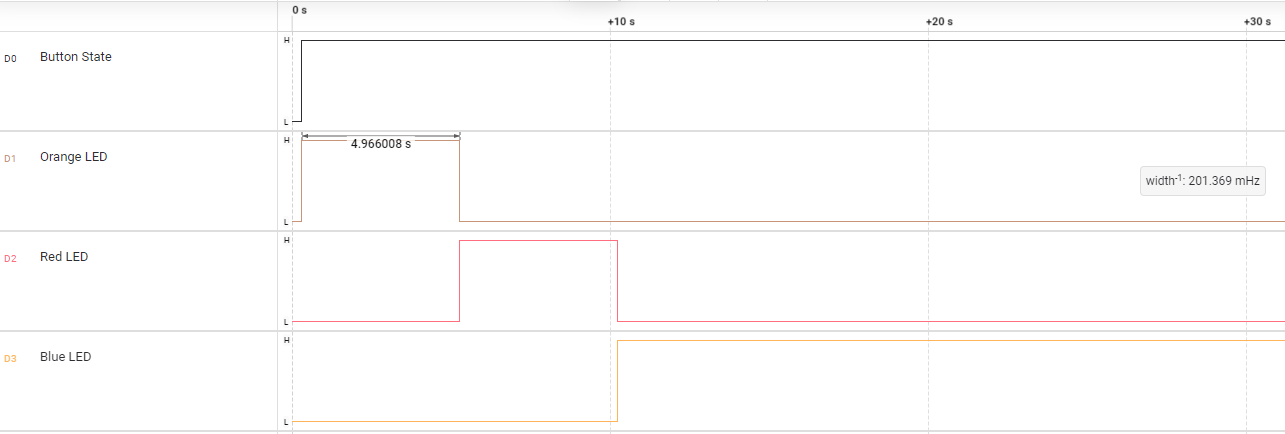 0 s
+10 s
+20 s
+30 s
D0 Button State
H
L
D1 Orange LED
H
4.966008 s
L
width⁻¹: 201.369 mHz
D2 Red LED
H
L
D3 Blue LED
H
L